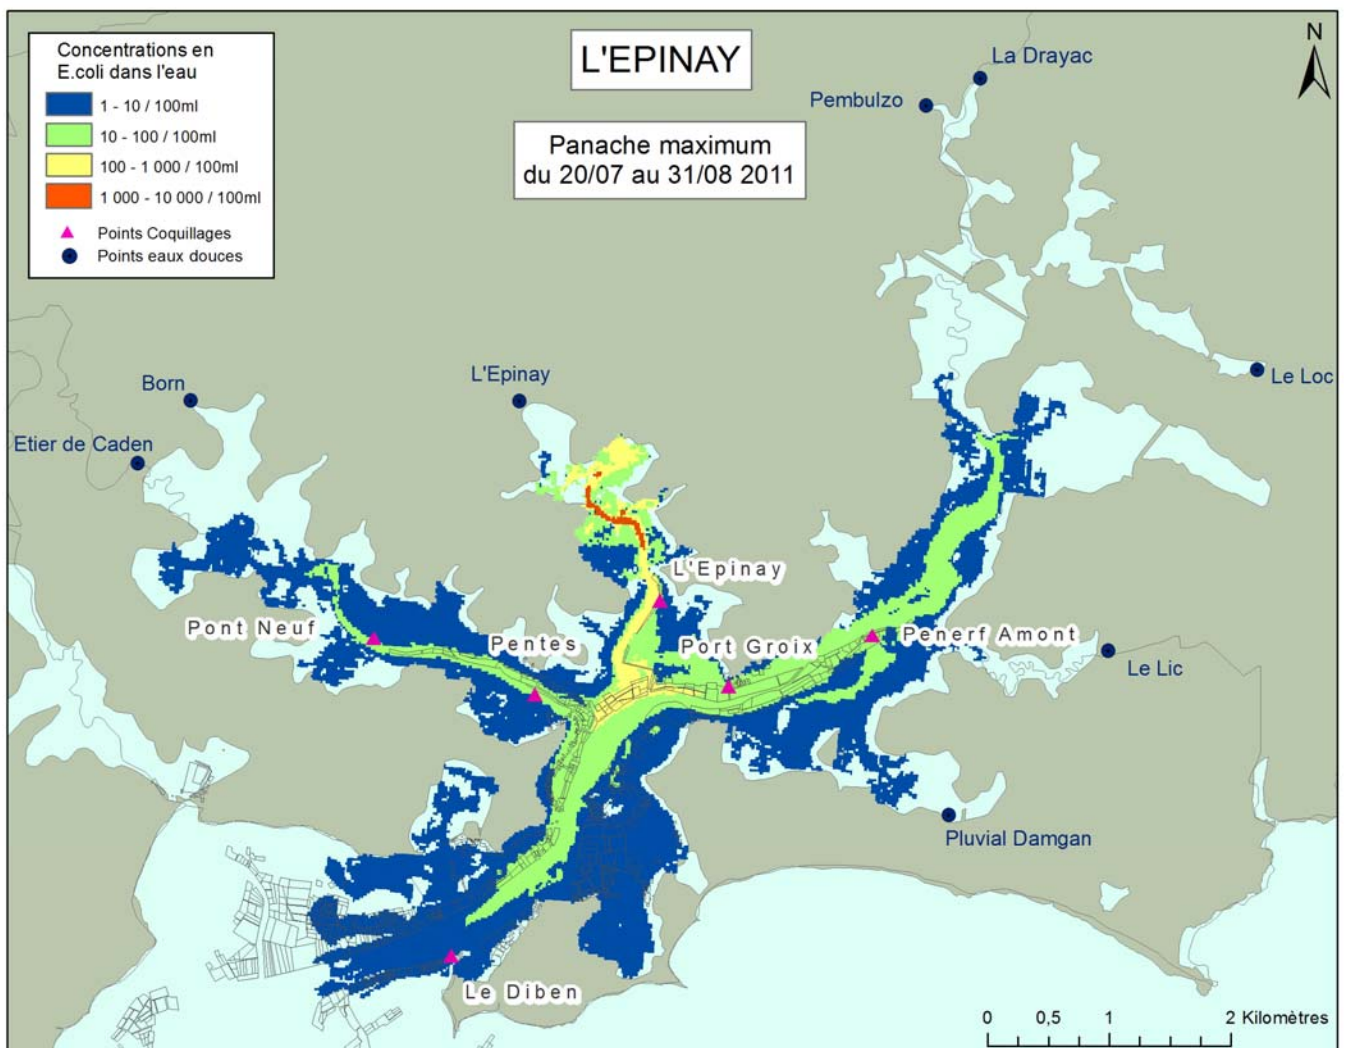 L'EPINAY
Panache maximum
du 20/07 au 31/08 2011
Concentrations en
E.coli dans l'eau
1 - 10 / 100ml
10 - 100 / 100ml
100 - 1 000 / 100ml
1 000 - 10 000 / 100ml
Points Coquillages
Points eaux douces
N
La Drayac
Pembulzo
Le Loc
L'Epinay
Born
Etier de Caden
L'Epinay
Pont Neuf
Pentes
Port Groix
Penerf Amont
Le Lic
Pluvial Damgan
Le Diben
0 0,5 1 2 Kilomètres